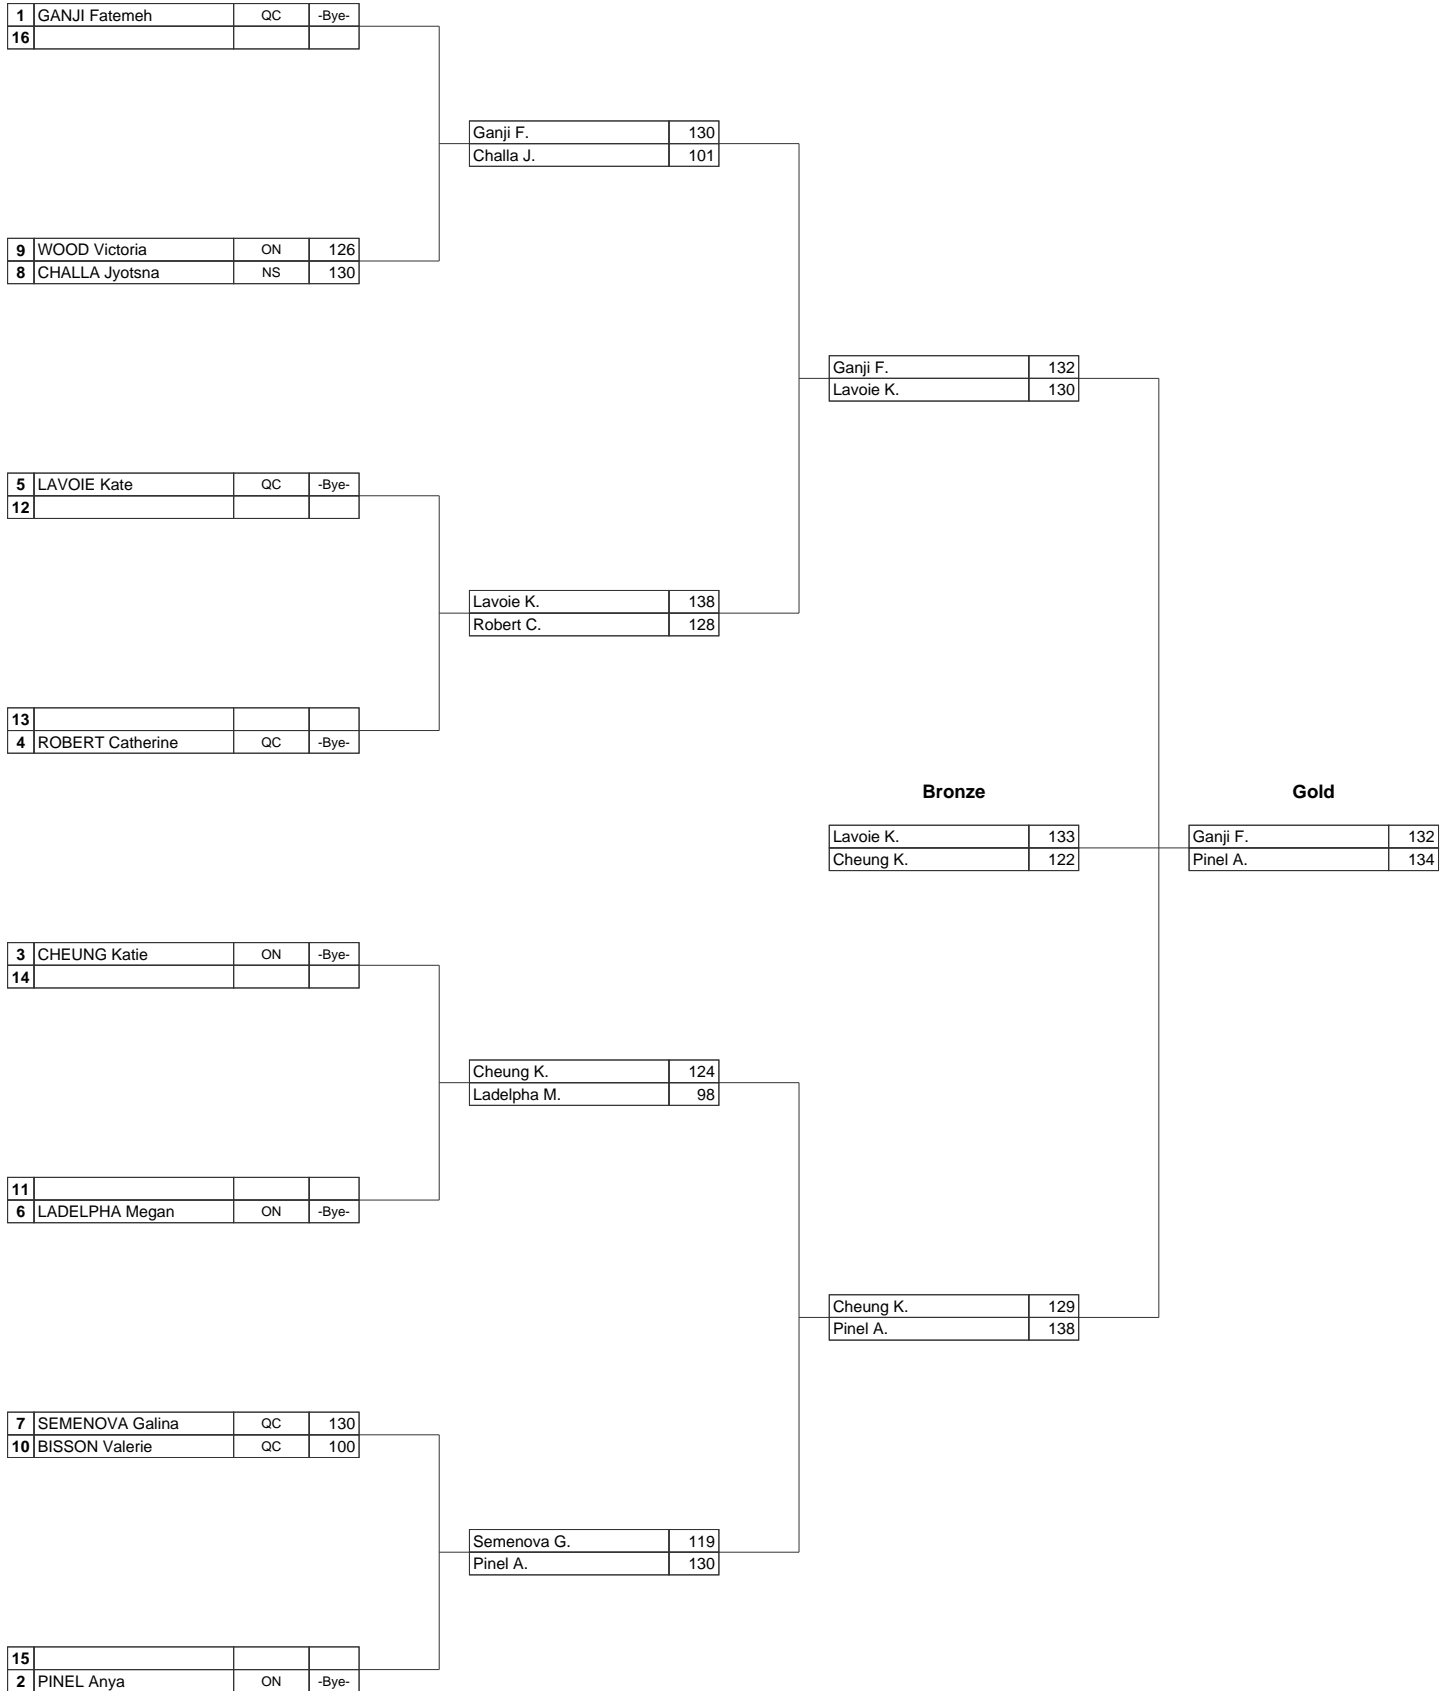 1 GANJI Fatemeh QC -Bye-
16
Ganji F. 130
Challa J. 101
9 WOOD Victoria ON 126
8 CHALLA Jyotsna NS 130
Ganji F. 132
Lavoie K. 130
5 LAVOIE Kate QC -Bye-
12
Lavoie K. 138
Robert C. 128
13
4 ROBERT Catherine QC -Bye-
Bronze Gold
Lavoie K. 133 Ganji F. 132
Cheung K. 122 Pinel A. 134
3 CHEUNG Katie ON -Bye-
14
Cheung K. 124
Ladelpha M. 98
11
6 LADELPHA Megan ON -Bye-
Cheung K. 129
Pinel A. 138
7 SEMENOVA Galina QC 130
10 BISSON Valerie QC 100
Semenova G. 119
Pinel A. 130
15
2 PINEL Anya ON -Bye-